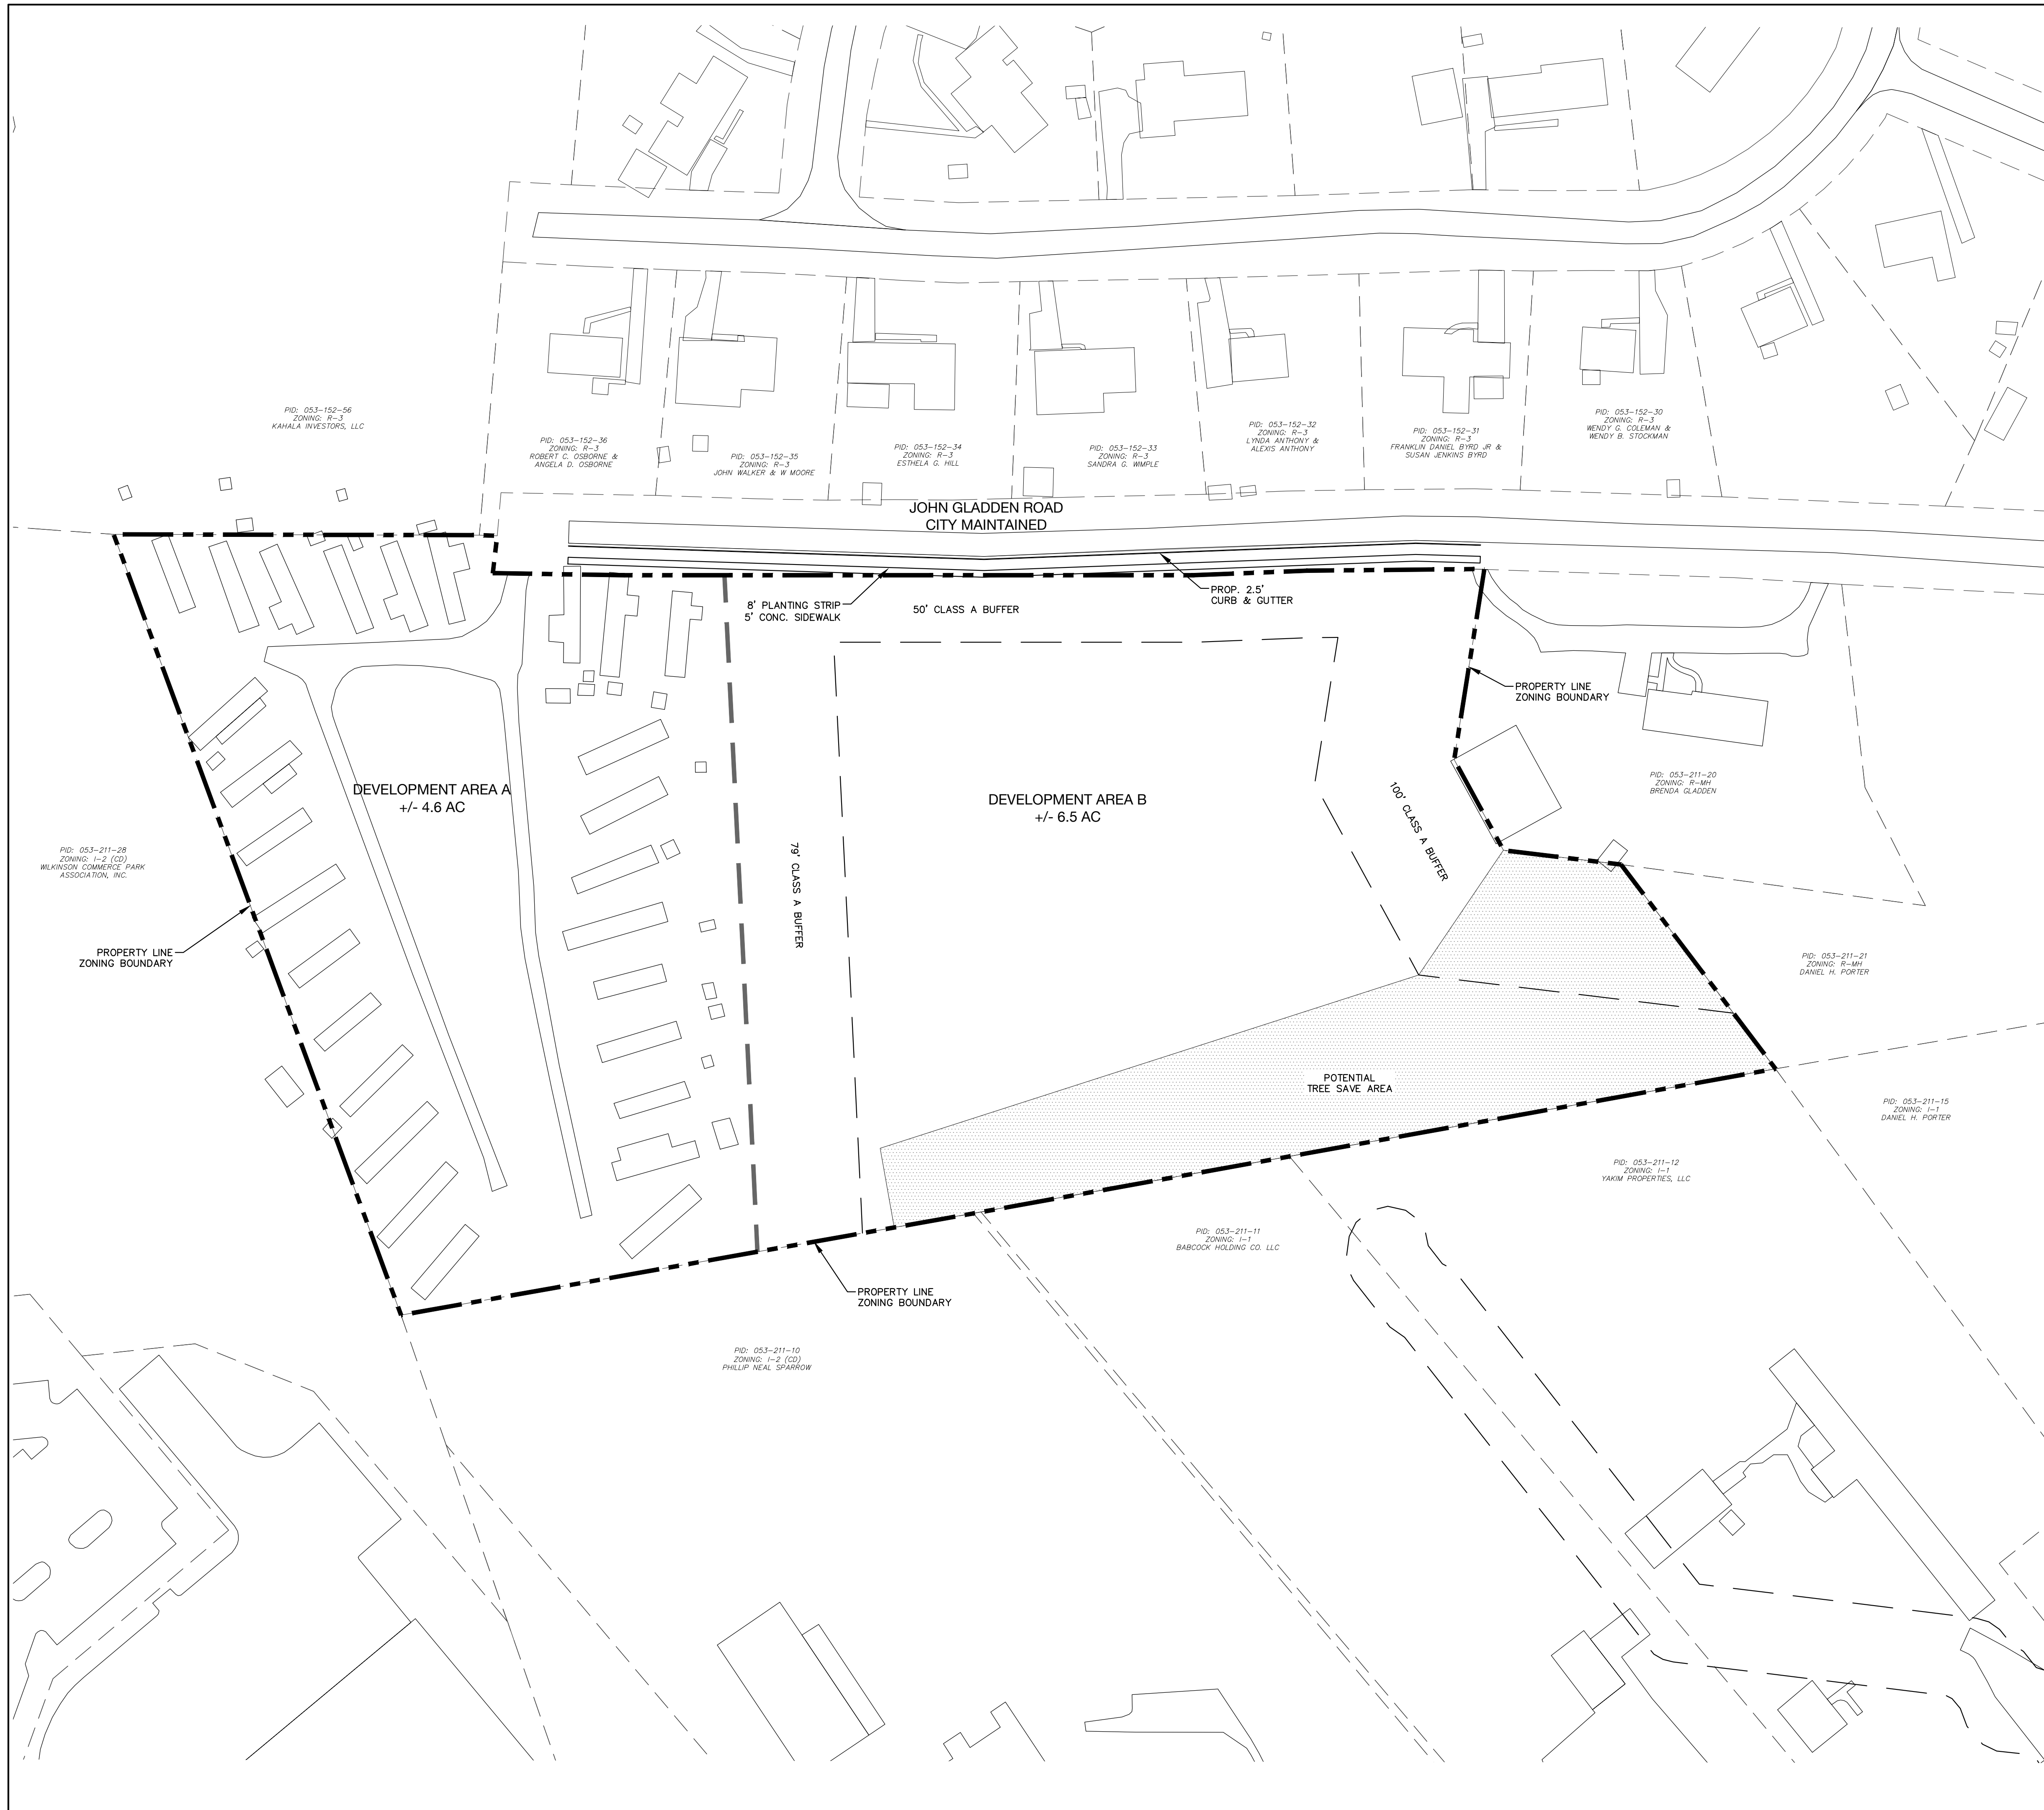 PID: 053-152-56
ZONING: R-3
KAHALA INVESTORS, LLC
PID: 053-152-36
ZONING: R-3
ROBERT C. OSBORNE &
ANGELA D. OSBORNE
PID: 053-152-35
ZONING: R-3
JOHN WALKER & W MOORE
PID: 053-152-34
ZONING: R-3
ESTHELA G. HILL
PID: 053-152-33
ZONING: R-3
SANDRA G. WIMPLE
PID: 053-152-32
ZONING: R-3
LYNDA ANTHONY &
ALEXIS ANTHONY
PID: 053-152-31
ZONING: R-3
FRANKLIN DANIEL BYRD JR &
SUSAN JENKINS BYRD
PID: 053-152-30
ZONING: R-3
WENDY G. COLEMAN &
WENDY B. STOCKMAN
JOHN GLADDEN ROAD
CITY MAINTAINED
8' PLANTING STRIP
5' CONC. SIDEWALK
50' CLASS A BUFFER
PROP. 2.5'
CURB & GUTTER
PROPERTY LINE
ZONING BOUNDARY
PID: 053-211-20
ZONING: R-MH
BRENDA GLADDEN
DEVELOPMENT AREA A
+/- 4.6 AC
DEVELOPMENT AREA B
+/- 6.5 AC
100' CLASS A BUFFER
79' CLASS A BUFFER
PID: 053-211-28
ZONING: I-2 (CD)
WILKINSON COMMERCE PARK
ASSOCIATION, INC.
PROPERTY LINE
ZONING BOUNDARY
PID: 053-211-21
ZONING: R-MH
DANIEL H. PORTER
POTENTIAL
TREE SAVE AREA
PID: 053-211-15
ZONING: I-1
DANIEL H. PORTER
PID: 053-211-12
ZONING: I-1
YAKIM PROPERTIES, LLC
PID: 053-211-11
ZONING: I-1
BABCOCK HOLDING CO. LLC
PROPERTY LINE
ZONING BOUNDARY
PID: 053-211-10
ZONING: I-2 (CD)
PHILLIP NEAL SPARROW